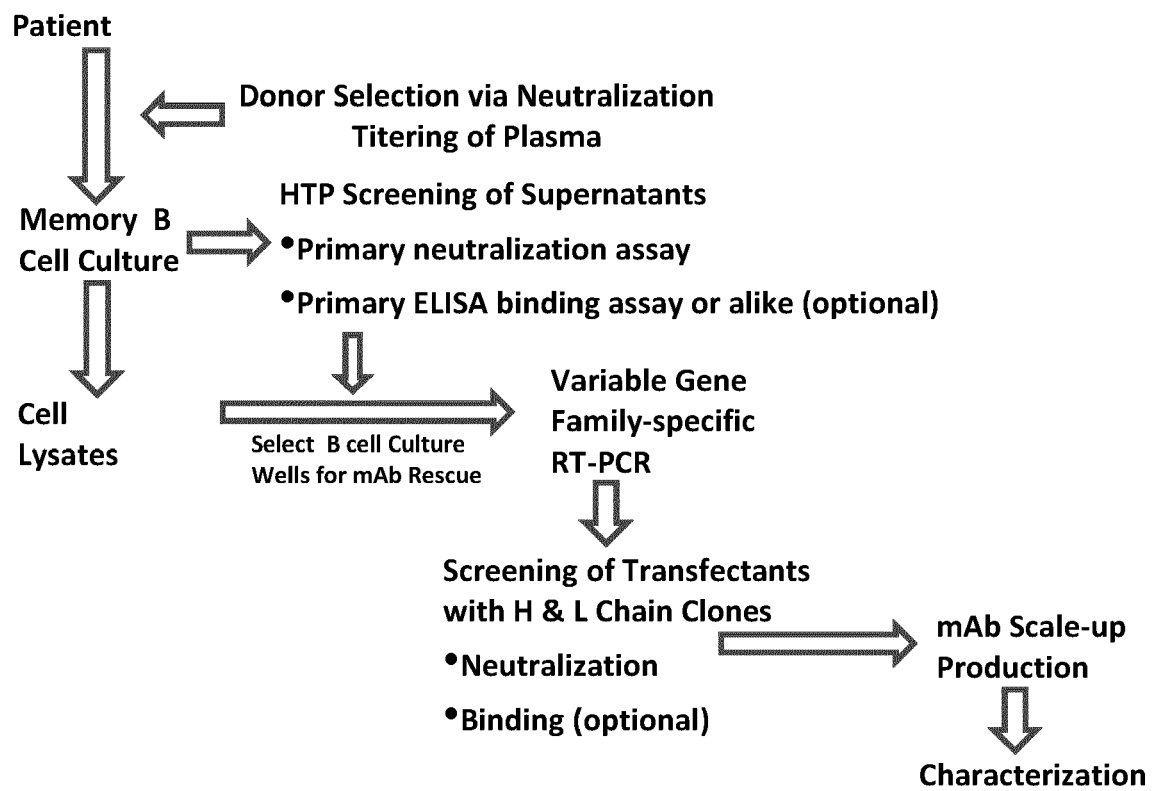 Patient
Donor Selection via Neutralization
Titering of Plasma
HTP Screening of Supernatants
Memory B
Cell Culture
•Primary neutralization assay
•Primary ELISA binding assay or alike (optional)
Cell
Lysates
Select B cell Culture
Wells for mAb Rescue
Variable Gene
Family-specific
RT-PCR
Screening of Transfectants
with H & L Chain Clones
•Neutralization
•Binding (optional)
mAb Scale-up
Production
Characterization